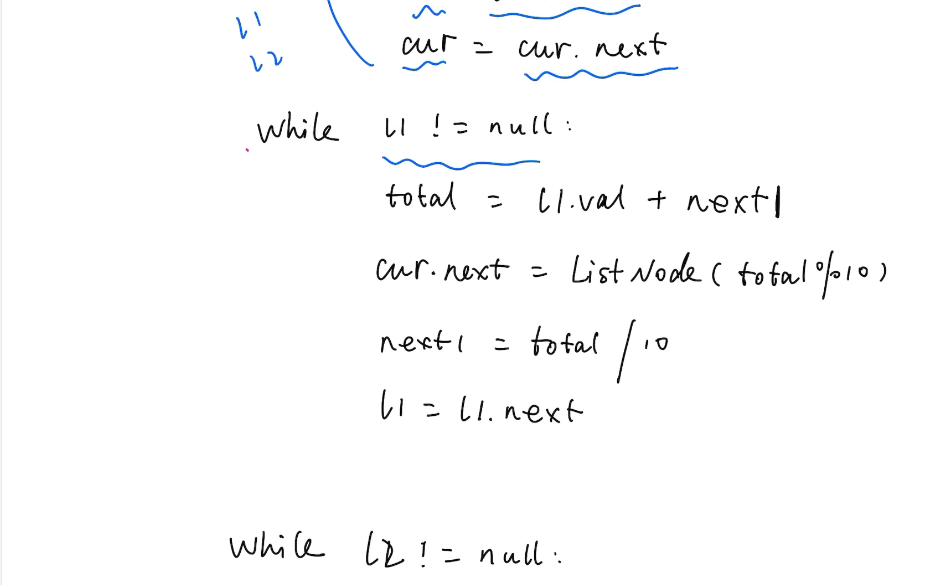 l1
l2
cur = cur.next
while l1 != null:
total = l1.val + next1
cur.next = ListNode(total%10)
next1 = total/10
l1 = l1.next
while l2 != null: